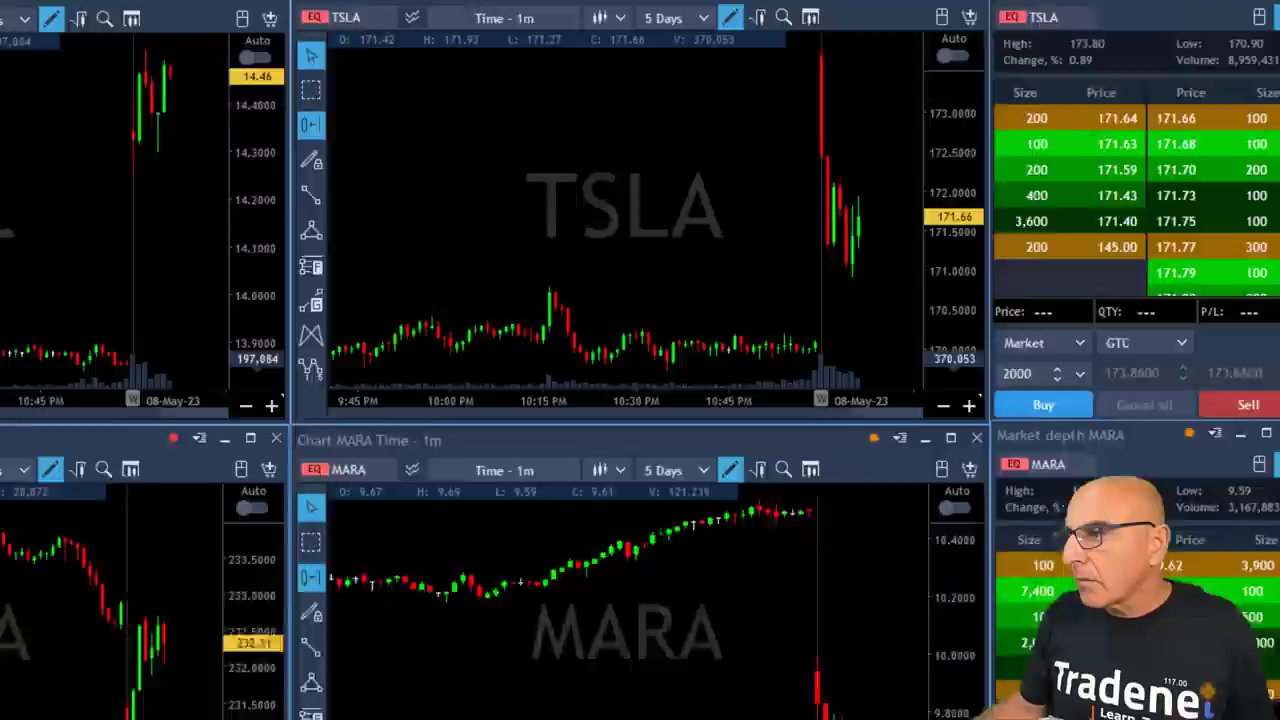 EQ TSLA Time - 1m 5 Days
EQ TSLA
O: 171.42 H: 171.93 L: 171.27 C: 171.66 V: 370,053
Auto
Auto
14.46
14.4000
14.3000
14.2000
14.1000
14.0000
13.9000
197,084
10:45 PM W 08-May-23
TSLA
173.0000
172.5000
172.0000
171.66
171.5000
171.0000
170.5000
370,053
9:45 PM 10:00 PM 10:15 PM 10:30 PM 10:45 PM W 08-May-23
High: 173.80 Low: 170.90
Change, %: 0.89 Volume: 8,959,431
Size Price Price Size
200 171.64 171.66 100
100 171.63 171.68 100
200 171.59 171.70 200
400 171.43 171.73 100
3,600 171.40 171.75 100
200 145.00 171.77 300
171.79 100
Price: --- QTY: --- P/L: ---
Market GTC
2000 173.8600 173.8600
Buy Cancel all Sell
Chart MARA Time - 1m
Market depth MARA
EQ MARA Time - 1m 5 Days
EQ MARA
O: 9.67 H: 9.69 L: 9.59 C: 9.61 V: 121,239
28,872
Auto
Auto
233.5000
233.0000
232.0000
231.5000
MARA
10.4000
10.2000
10.0000
9.8000
High: Low: 9.59
Change, % Volume: 3,167,883
Size Price Size
100 3,900
7,400 100
Tradenet
117.00
Learn